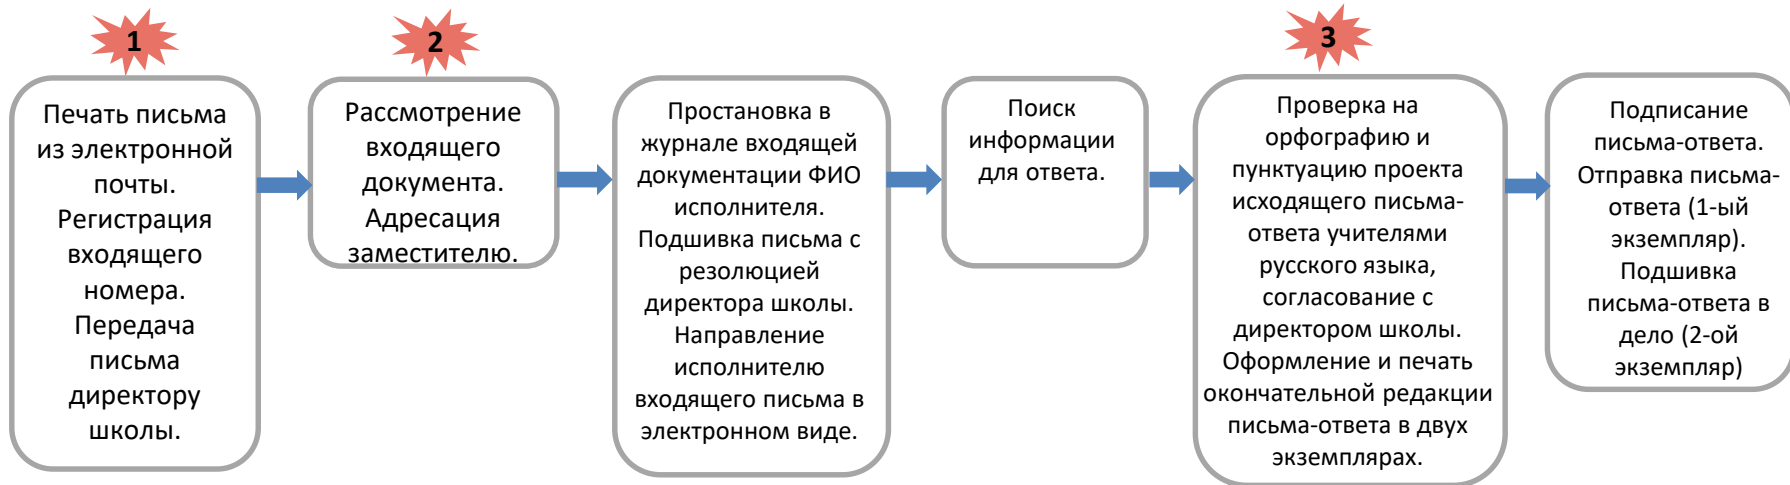 1
Печать письма
из электронной
почты.
Регистрация
входящего
номера.
Передача
письма
директору
школы.
2
Рассмотрение
входящего
документа.
Адресация
заместителю.
Простановка в
журнале входящей
документации ФИО
исполнителя.
Подшивка письма с
резолюцией
директора школы.
Направление
исполнителю
входящего письма в
электронном виде.
Поиск
информации
для ответа.
3
Проверка на
орфографию и
пунктуацию проекта
исходящего письма-
ответа учителями
русского языка,
согласование с
директором школы.
Оформление и печать
окончательной редакции
письма-ответа в двух
экземплярах.
Подписание
письма-ответа.
Отправка письма-
ответа (1-ый
экземпляр).
Подшивка
письма-ответа в
дело (2-ой
экземпляр)